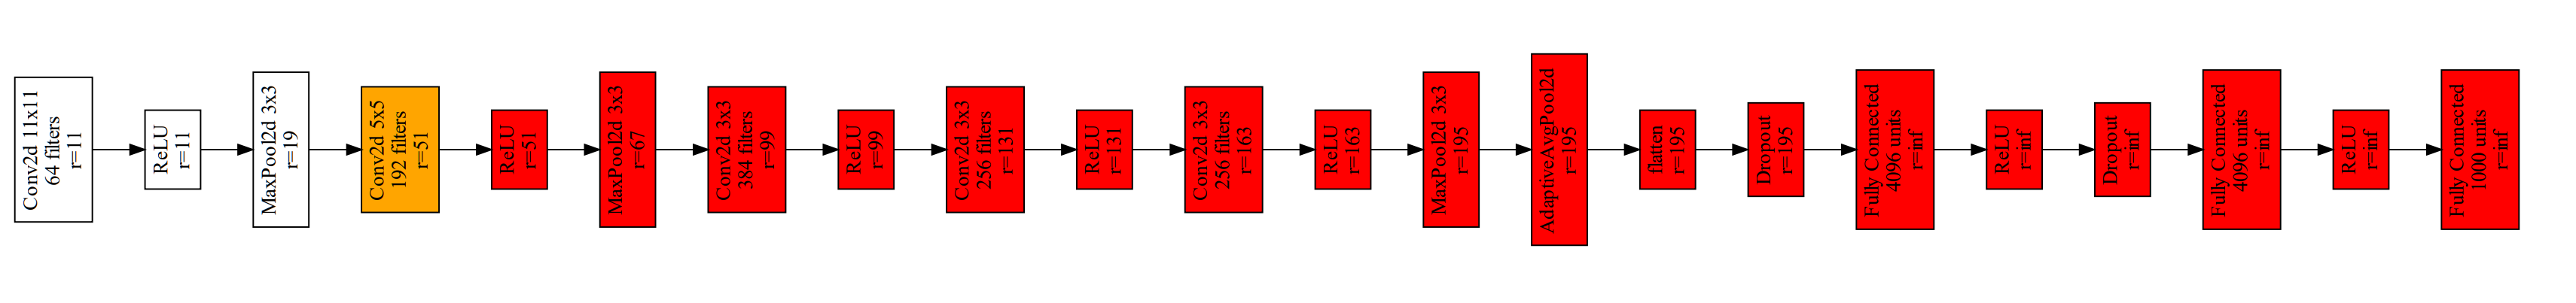 Conv2d 11x11
64 filters
r=11
ReLU
r=11
MaxPool2d 3x3
r=19
Conv2d 5x5
192 filters
r=51
ReLU
r=51
MaxPool2d 3x3
r=67
Conv2d 3x3
384 filters
r=99
ReLU
r=99
Conv2d 3x3
256 filters
r=131
ReLU
r=131
Conv2d 3x3
256 filters
r=163
ReLU
r=163
MaxPool2d 3x3
r=195
AdaptiveAvgPool2d
r=195
flatten
r=195
Dropout
r=195
Fully Connected
4096 units
r=inf
ReLU
r=inf
Dropout
r=inf
Fully Connected
4096 units
r=inf
ReLU
r=inf
Fully Connected
1000 units
r=inf